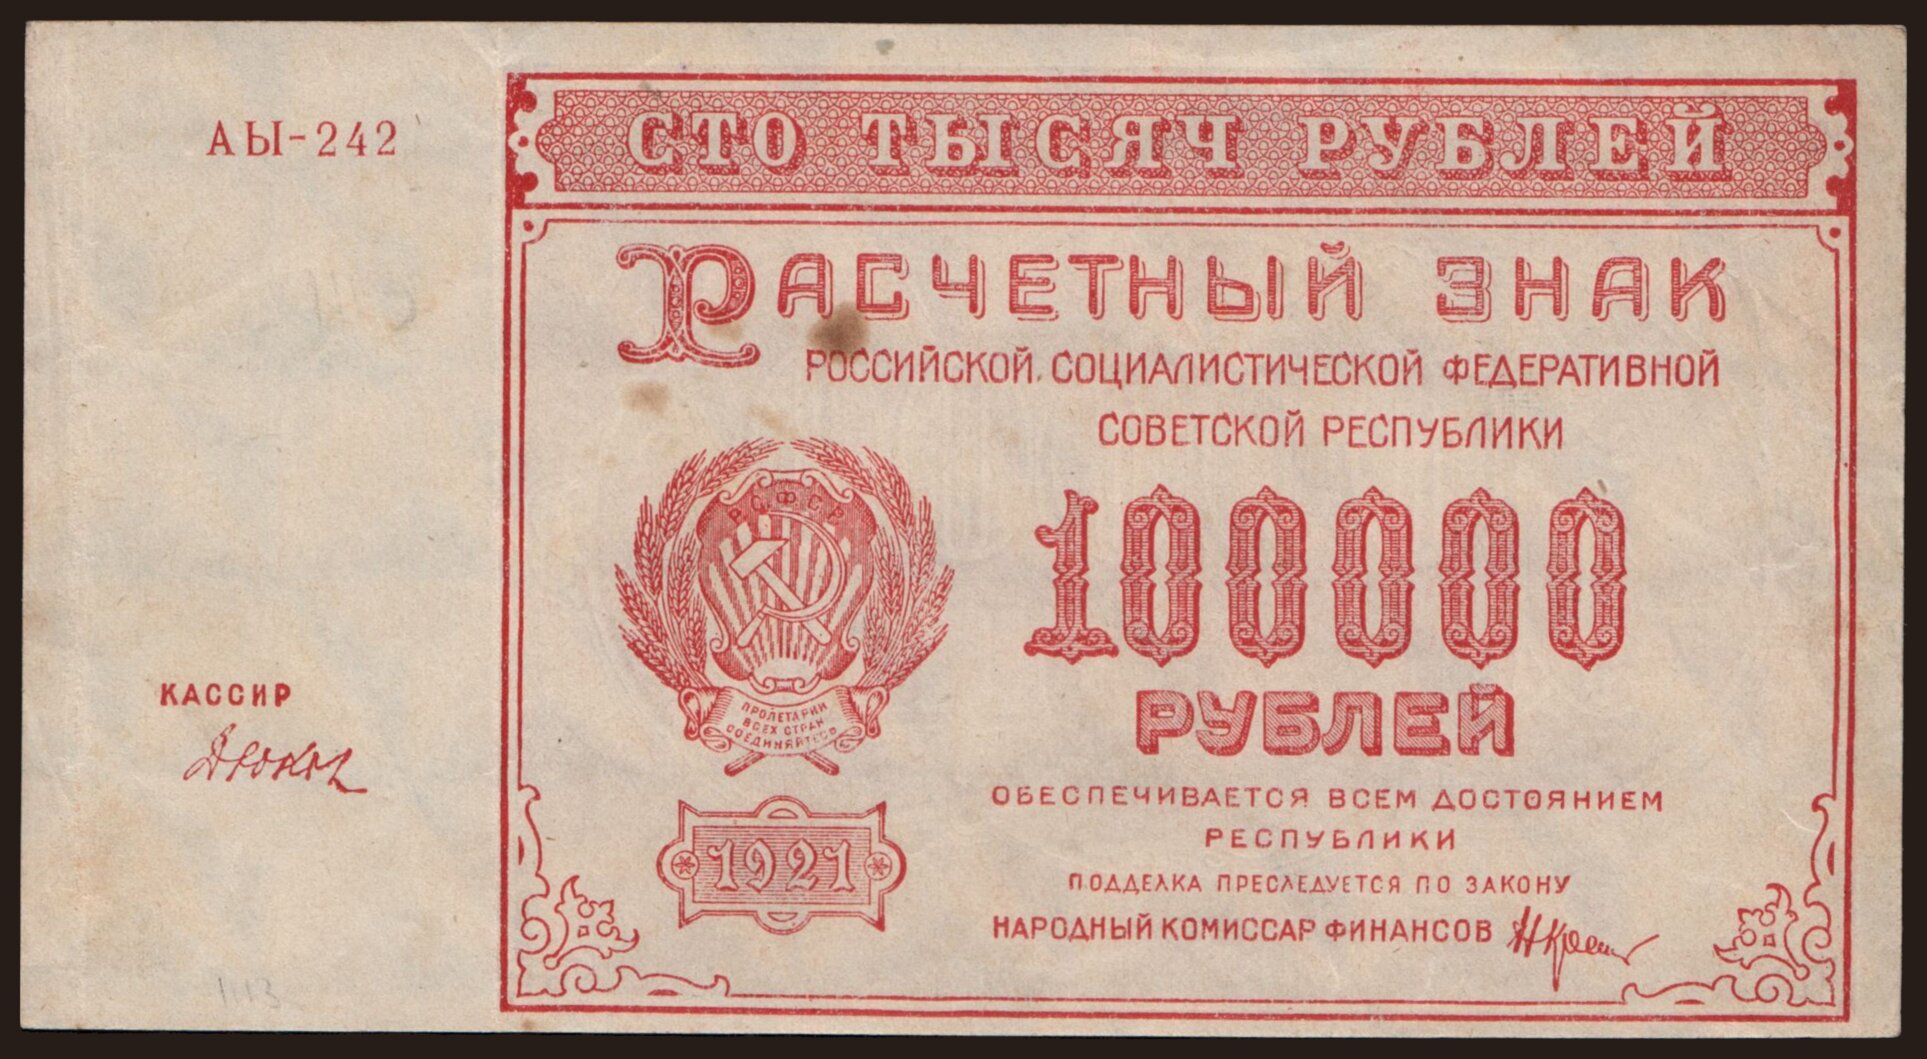 АЫ-242
СТО ТЫСЯЧ РУБЛЕЙ
РАСЧЕТНЫЙ ЗНАК
РОССИЙСКОЙ СОЦИАЛИСТИЧЕСКОЙ ФЕДЕРАТИВНОЙ
СОВЕТСКОЙ РЕСПУБЛИКИ
РСФСР
100000
РУБЛЕЙ
КАССИР
ПРОЛЕТАРИИ
ВСЕХ СТРАН
СОЕДИНЯЙТЕСЬ
ОБЕСПЕЧИВАЕТСЯ ВСЕМ ДОСТОЯНИЕМ
РЕСПУБЛИКИ
1921
ПОДДЕЛКА ПРЕСЛЕДУЕТСЯ ПО ЗАКОНУ
НАРОДНЫЙ КОМИССАР ФИНАНСОВ